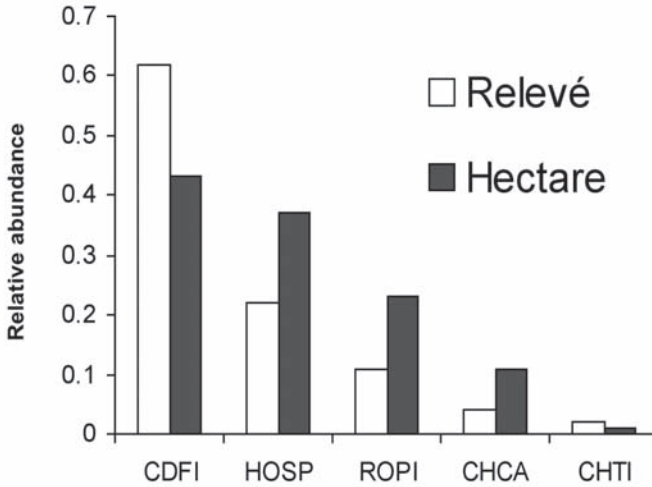 0.7
0.6
0.5
0.4
0.3
0.2
0.1
0
Relative abundance
Relevé
Hectare
CDFI HOSP ROPI CHCA CHTI